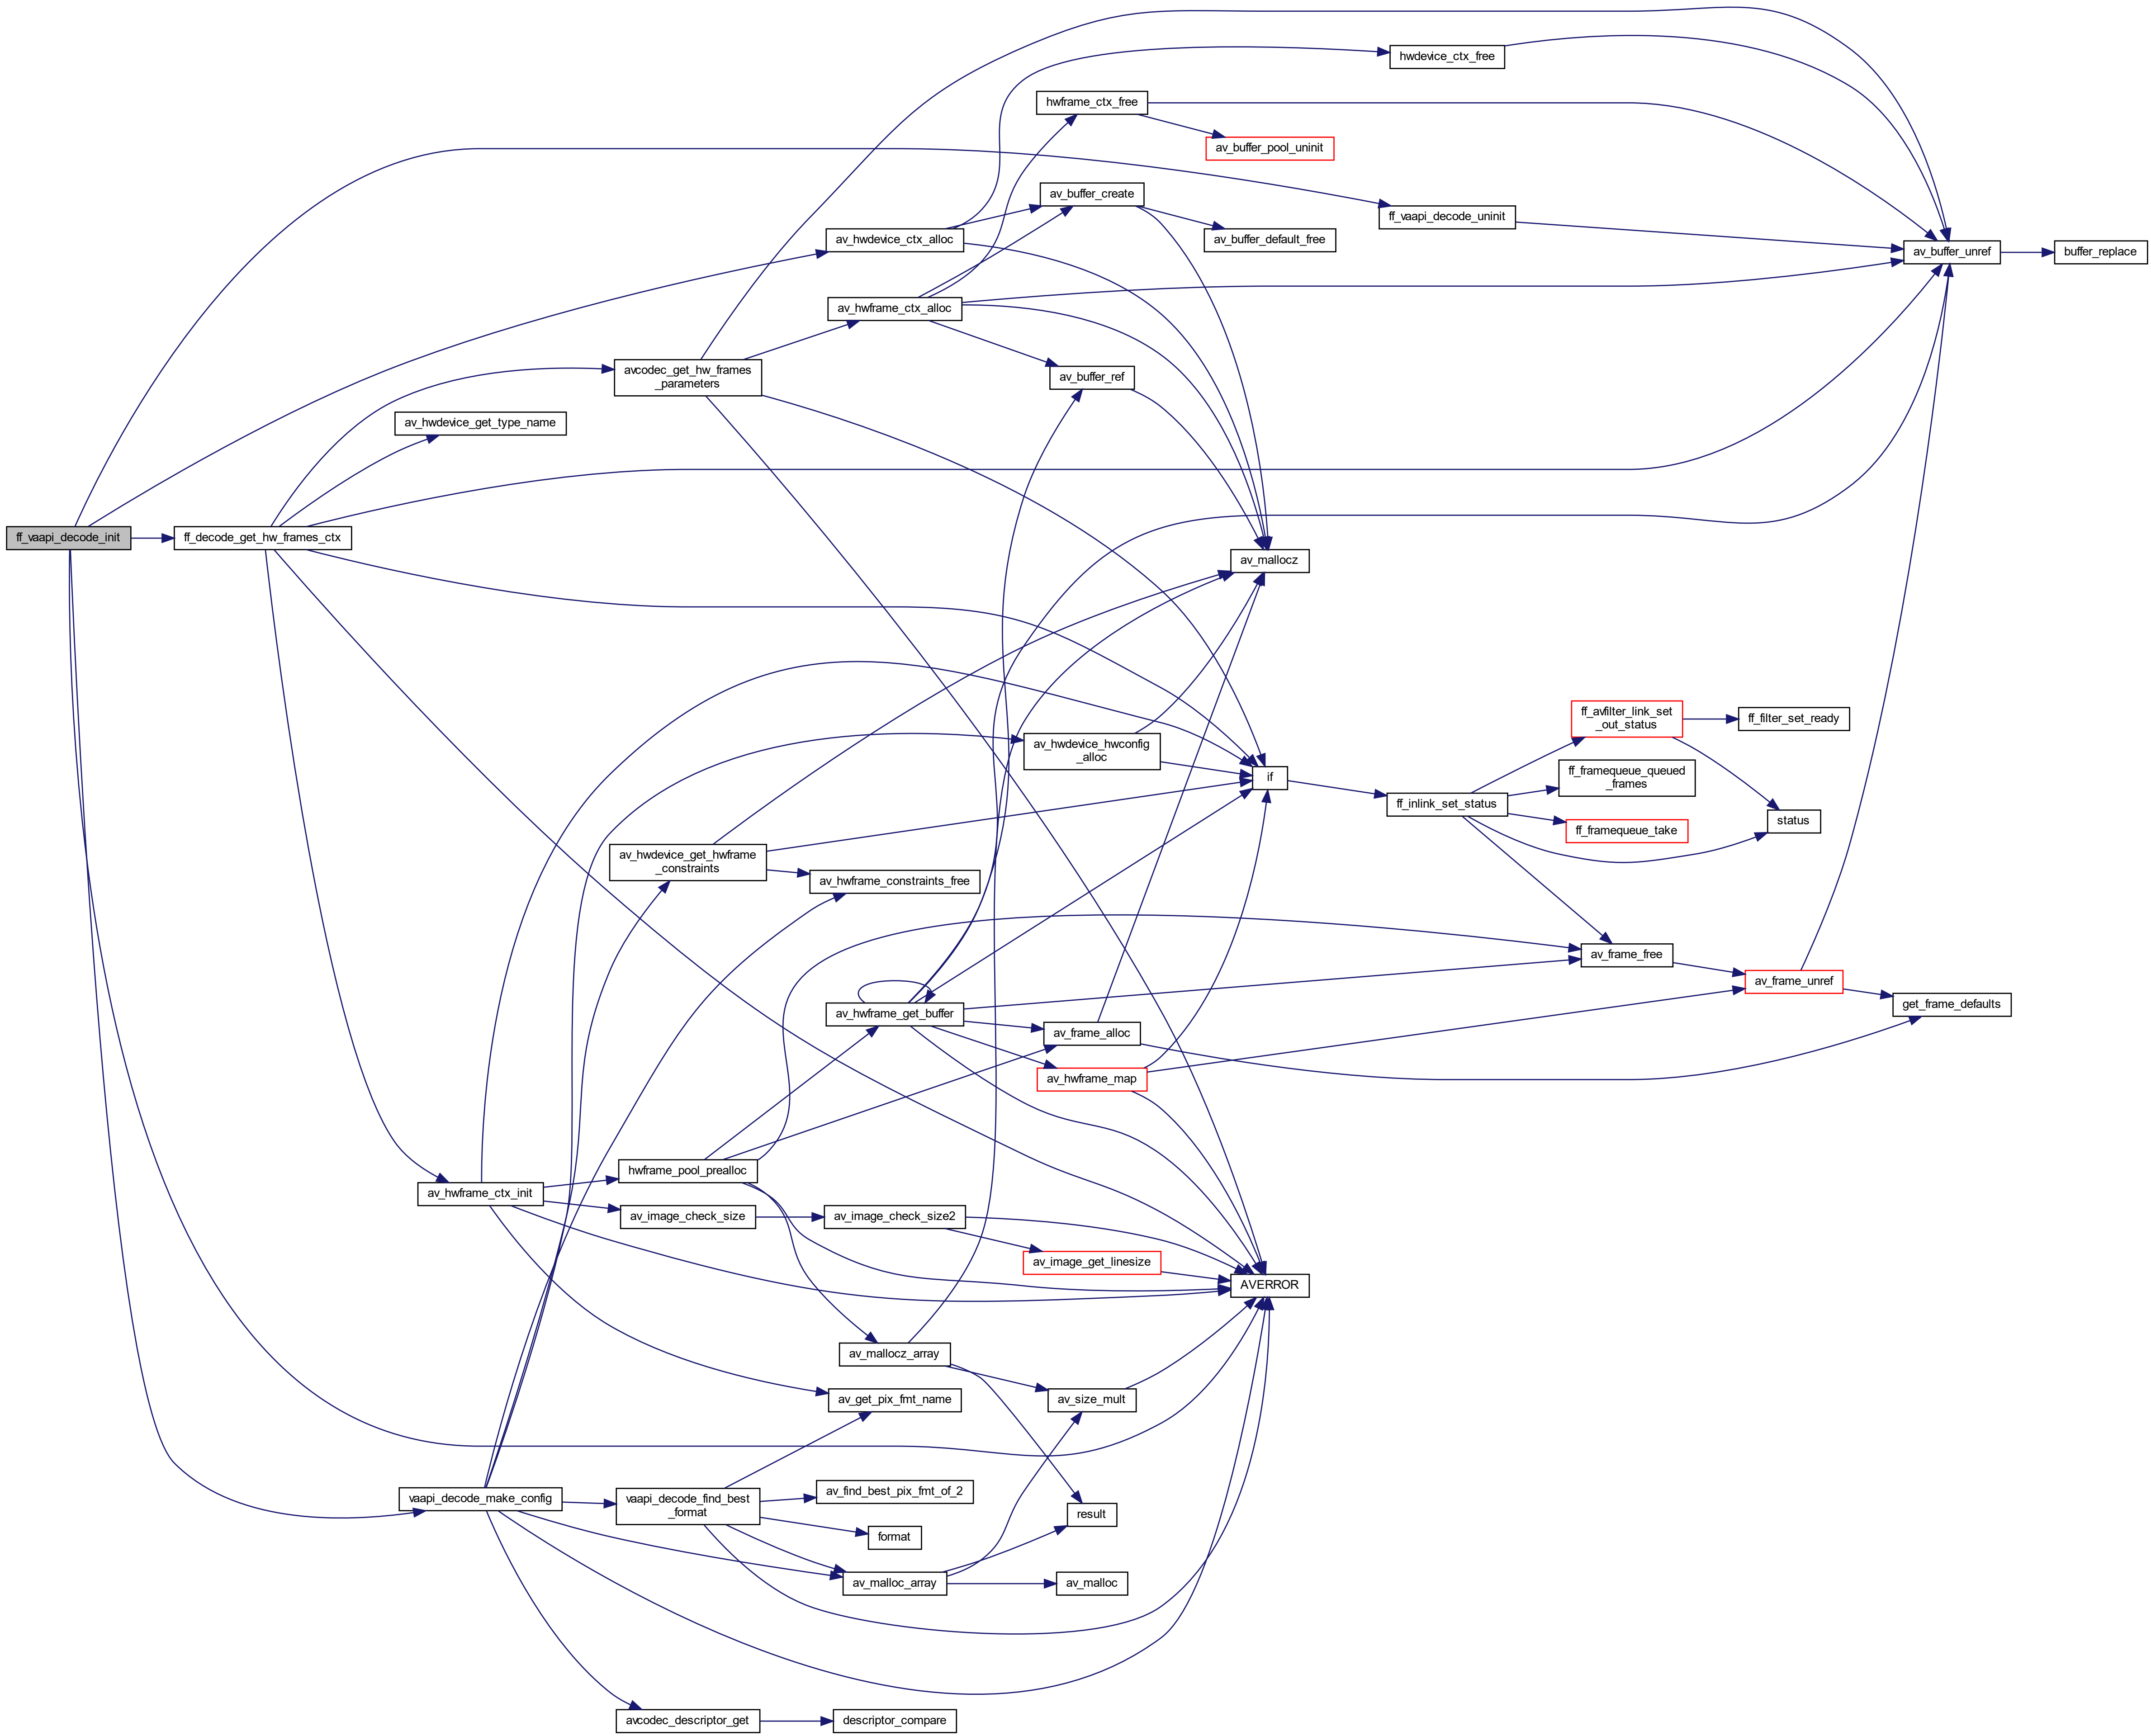 hwdevice_ctx_free
hwframe_ctx_free
av_buffer_pool_uninit
av_buffer_create
ff_vaapi_decode_uninit
av_hwdevice_ctx_alloc
av_buffer_default_free
av_buffer_unref
buffer_replace
av_hwframe_ctx_alloc
avcodec_get_hw_frames
_parameters
av_buffer_ref
av_hwdevice_get_type_name
ff_vaapi_decode_init
ff_decode_get_hw_frames_ctx
av_mallocz
ff_avfilter_link_set
_out_status
ff_filter_set_ready
av_hwdevice_hwconfig
_alloc
if
ff_framequeue_queued
_frames
ff_inlink_set_status
status
ff_framequeue_take
av_hwdevice_get_hwframe
_constraints
av_hwframe_constraints_free
av_frame_free
av_frame_unref
get_frame_defaults
av_hwframe_get_buffer
av_frame_alloc
av_hwframe_map
hwframe_pool_prealloc
av_hwframe_ctx_init
av_image_check_size
av_image_check_size2
av_image_get_linesize
AVERROR
av_mallocz_array
av_get_pix_fmt_name
av_size_mult
vaapi_decode_make_config
vaapi_decode_find_best
_format
av_find_best_pix_fmt_of_2
result
format
av_malloc_array
av_malloc
avcodec_descriptor_get
descriptor_compare